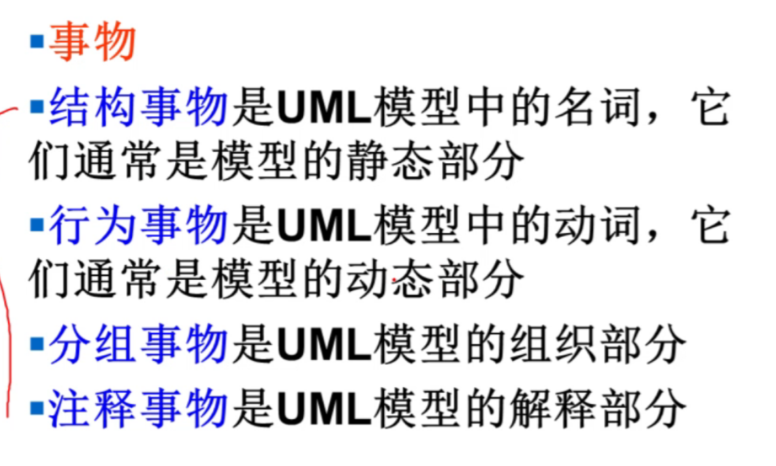 ▪事物
▪结构事物是UML模型中的名词，它
们通常是模型的静态部分
▪行为事物是UML模型中的动词，它
们通常是模型的动态部分
▪分组事物是UML模型的组织部分
▪注释事物是UML模型的解释部分